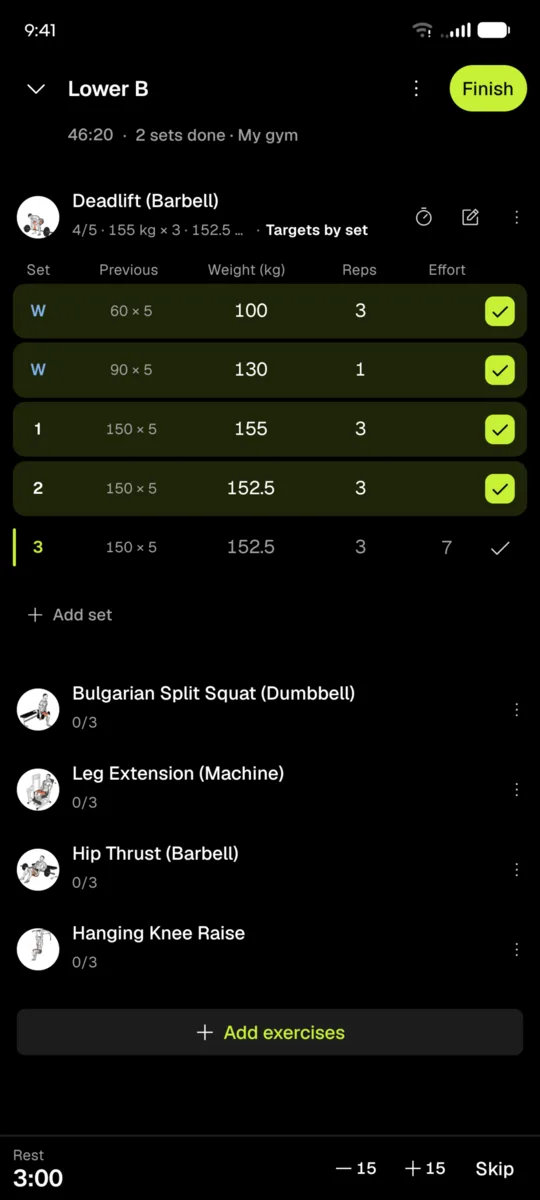 9:41
Lower B
Finish
46:20 · 2 sets done · My gym
Deadlift (Barbell)
4/5 · 155 kg × 3 · 152.5 ... · Targets by set
Set Previous Weight (kg) Reps Effort
W 60 × 5 100 3
W 90 × 5 130 1
1 150 × 5 155 3
2 150 × 5 152.5 3
3 150 × 5 152.5 3 7
+ Add set
Bulgarian Split Squat (Dumbbell)
0/3
Leg Extension (Machine)
0/3
Hip Thrust (Barbell)
0/3
Hanging Knee Raise
0/3
+ Add exercises
Rest
3:00
— 15 + 15 Skip